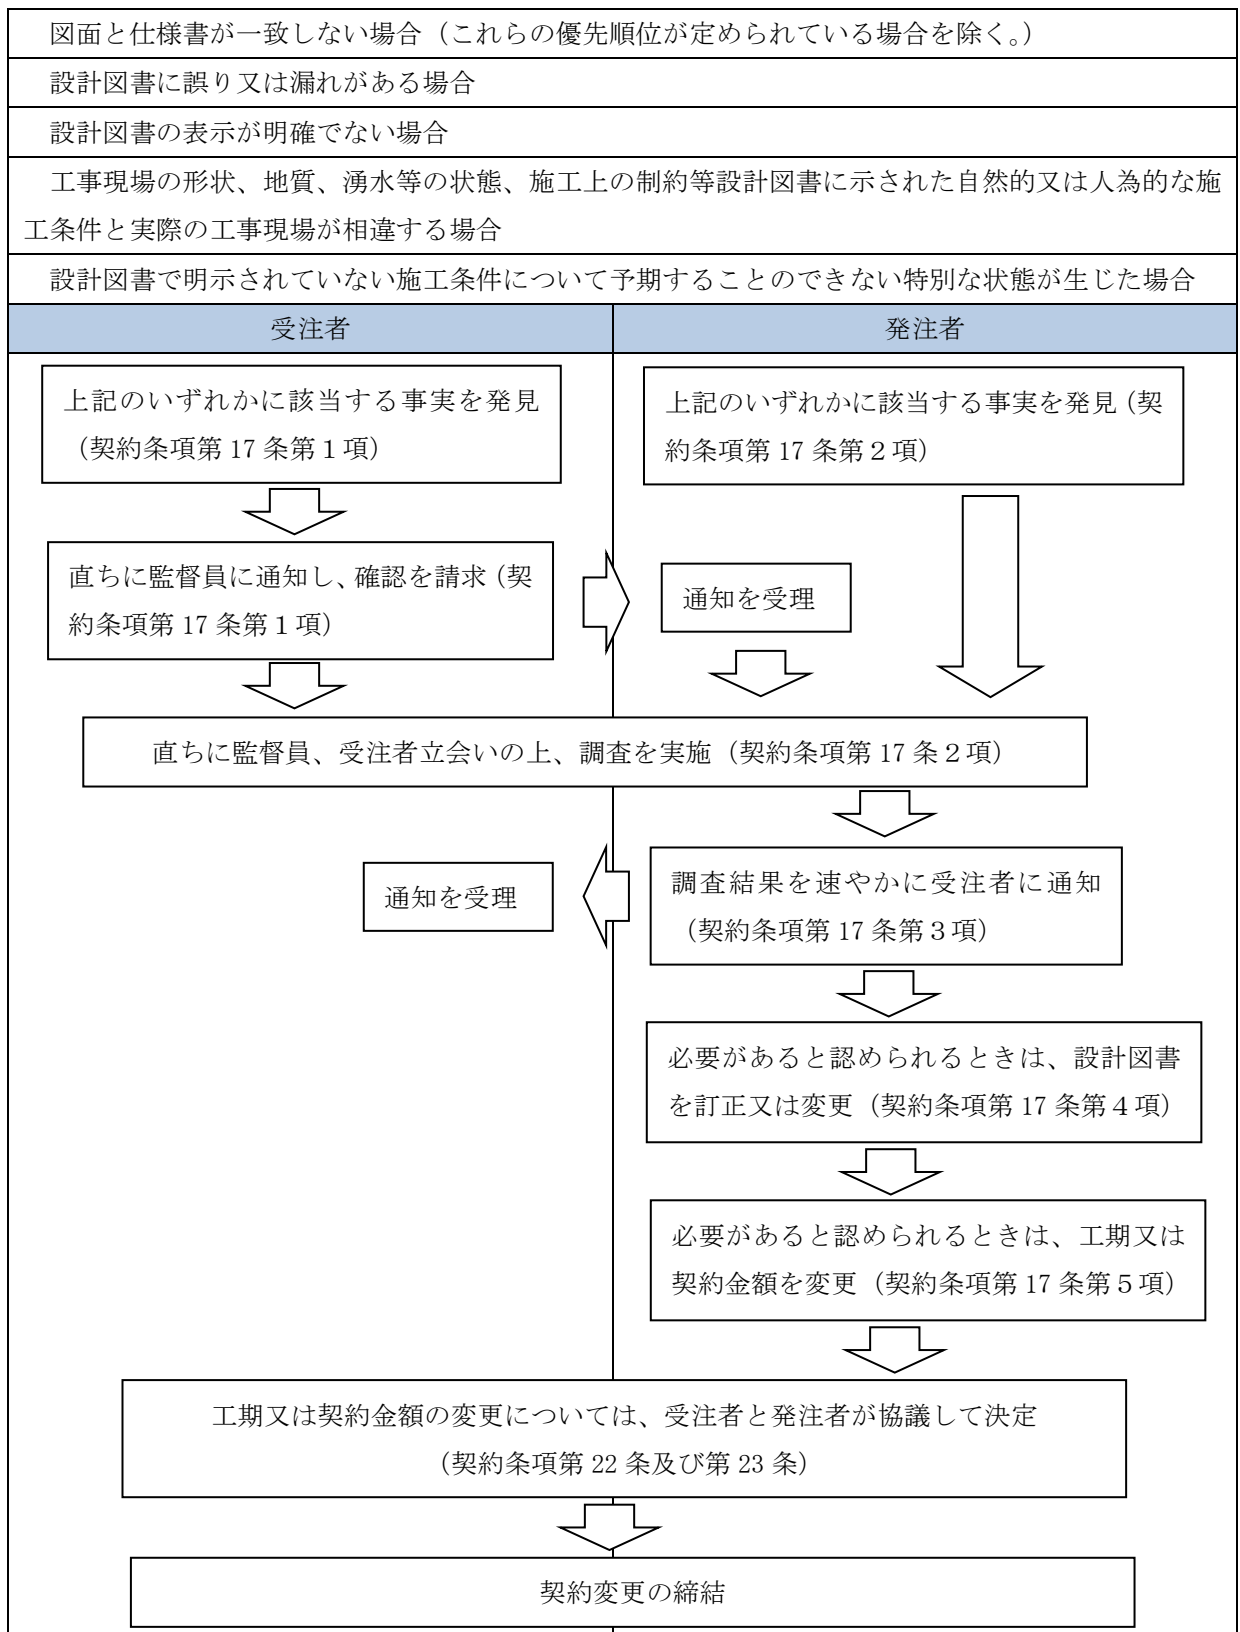 図面と仕様書が一致しない場合（これらの優先順位が定められている場合を除く。）
設計図書に誤り又は漏れがある場合
設計図書の表示が明確でない場合
工事現場の形状、地質、湧水等の状態、施工上の制約等設計図書に示された自然的又は人為的な施
工条件と実際の工事現場が相違する場合
設計図書で明示されていない施工条件について予期することのできない特別な状態が生じた場合
受注者
発注者
上記のいずれかに該当する事実を発見
（契約条項第 17 条第１項）
上記のいずれかに該当する事実を発見（契
約条項第 17 条第２項）
直ちに監督員に通知し、確認を請求（契
約条項第 17 条第１項）
通知を受理
直ちに監督員、受注者立会いの上、調査を実施（契約条項第 17 条２項）
通知を受理
調査結果を速やかに受注者に通知
（契約条項第 17 条第３項）
必要があると認められるときは、設計図書
を訂正又は変更（契約条項第 17 条第４項）
必要があると認められるときは、工期又は
契約金額を変更（契約条項第 17 条第５項）
工期又は契約金額の変更については、受注者と発注者が協議して決定
（契約条項第 22 条及び第 23 条）
契約変更の締結